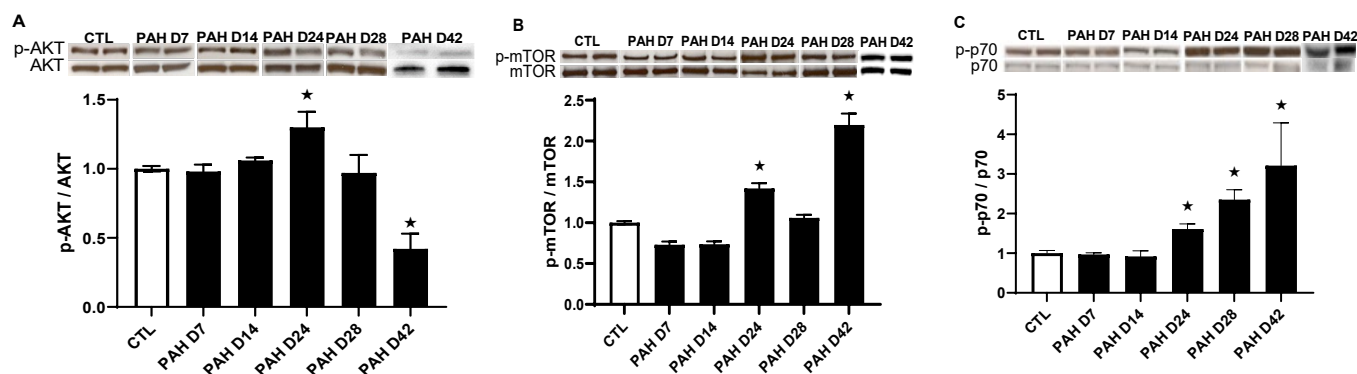 A
CTL PAH D7 PAH D14 PAH D24 PAH D28 PAH D42
p-AKT
AKT
p-AKT / AKT
1.5
1.0
0.5
0.0
★
★
CTL
PAH D7
PAH D14
PAH D24
PAH D28
PAH D42
B
CTL PAH D7 PAH D14 PAH D24 PAH D28 PAH D42
p-mTOR
mTOR
p-mTOR / mTOR
2.5
2.0
1.5
1.0
0.5
0.0
★
★
CTL
PAH D7
PAH D14
PAH D24
PAH D28
PAH D42
C
CTL PAH D7 PAH D14 PAH D24 PAH D28 PAH D42
p-p70
p70
p-p70 / p70
5
4
3
2
1
0
★
★
★
CTL
PAH D7
PAH D14
PAH D24
PAH D28
PAH D42